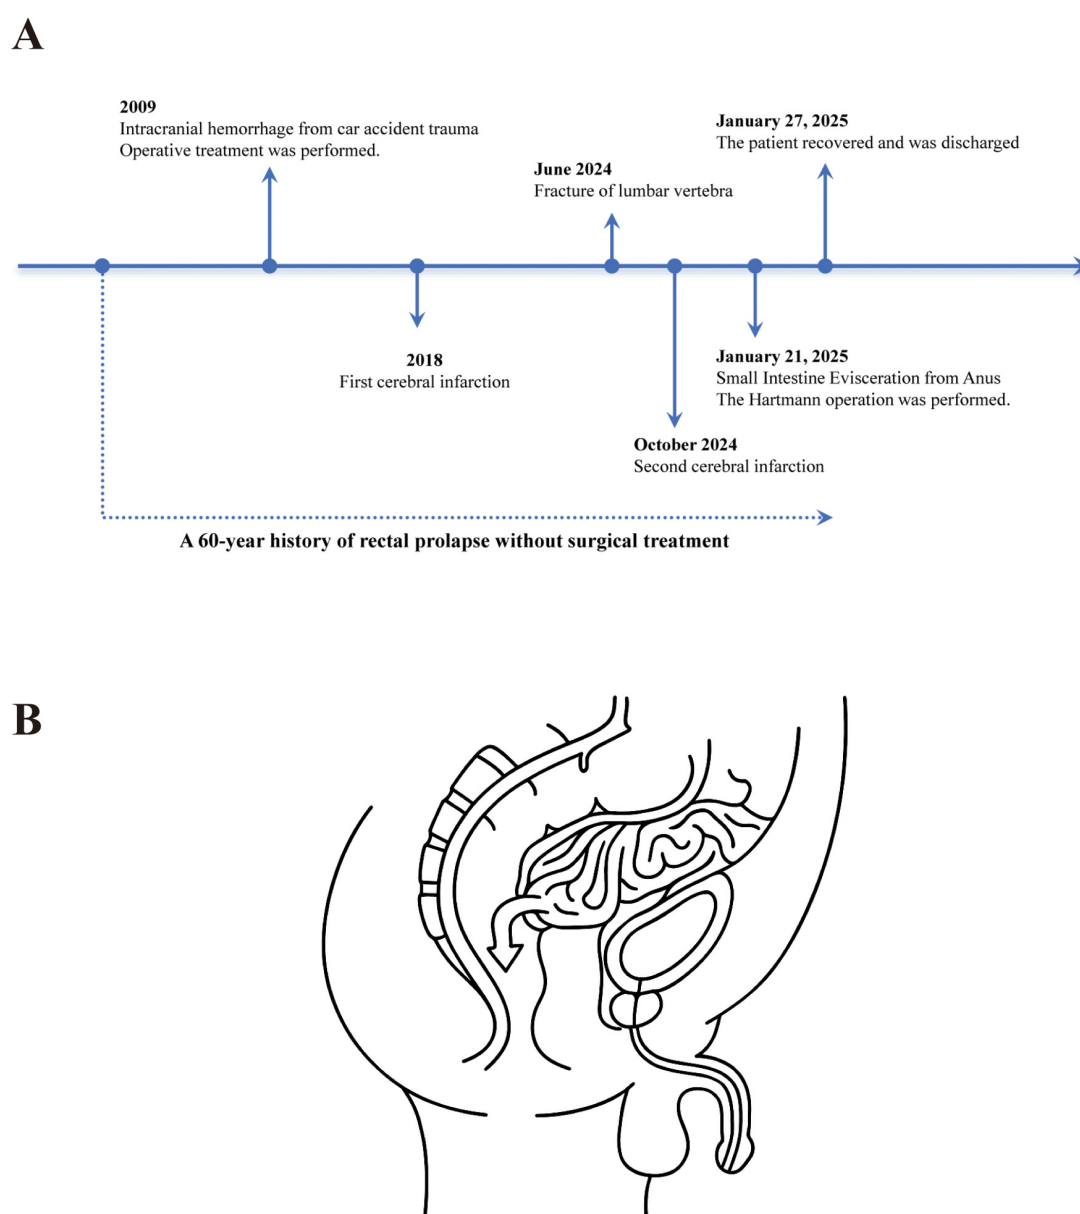 A
2009
Intracranial hemorrhage from car accident trauma
Operative treatment was performed.
January 27, 2025
The patient recovered and was discharged
June 2024
Fracture of lumbar vertebra
2018
First cerebral infarction
January 21, 2025
Small Intestine Evisceration from Anus
The Hartmann operation was performed.
October 2024
Second cerebral infarction
A 60-year history of rectal prolapse without surgical treatment
B